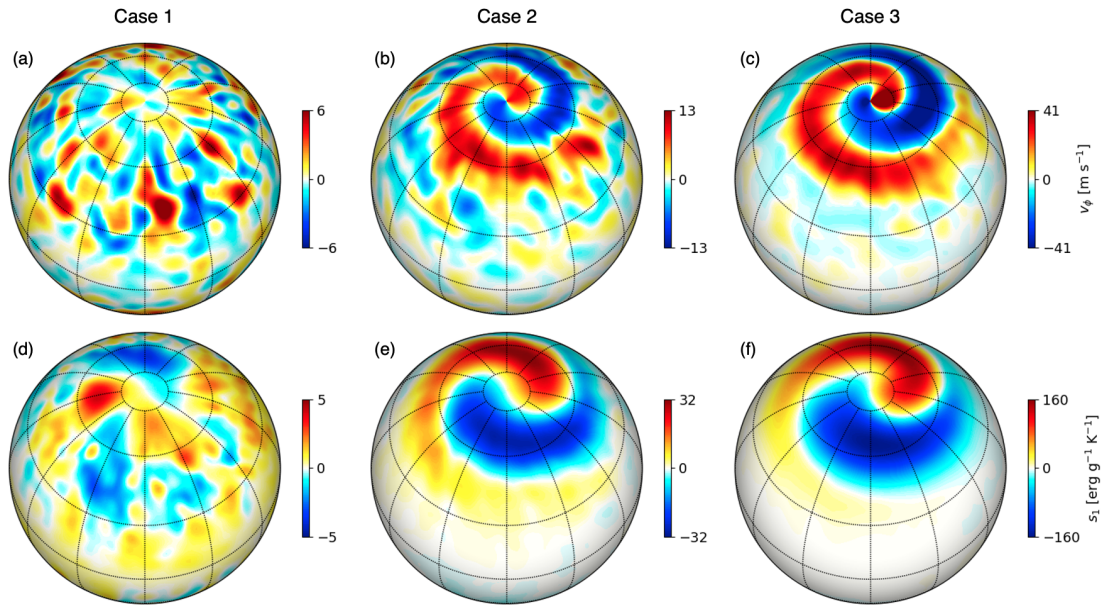 Case 1 Case 2 Case 3
(a) (b) (c)
6 13 41
0 0 0
−6 −13 −41
v_ϕ [m s⁻¹]
(d) (e) (f)
5 32 160
0 0 0
−5 −32 −160
s₁ [erg g⁻¹ K⁻¹]